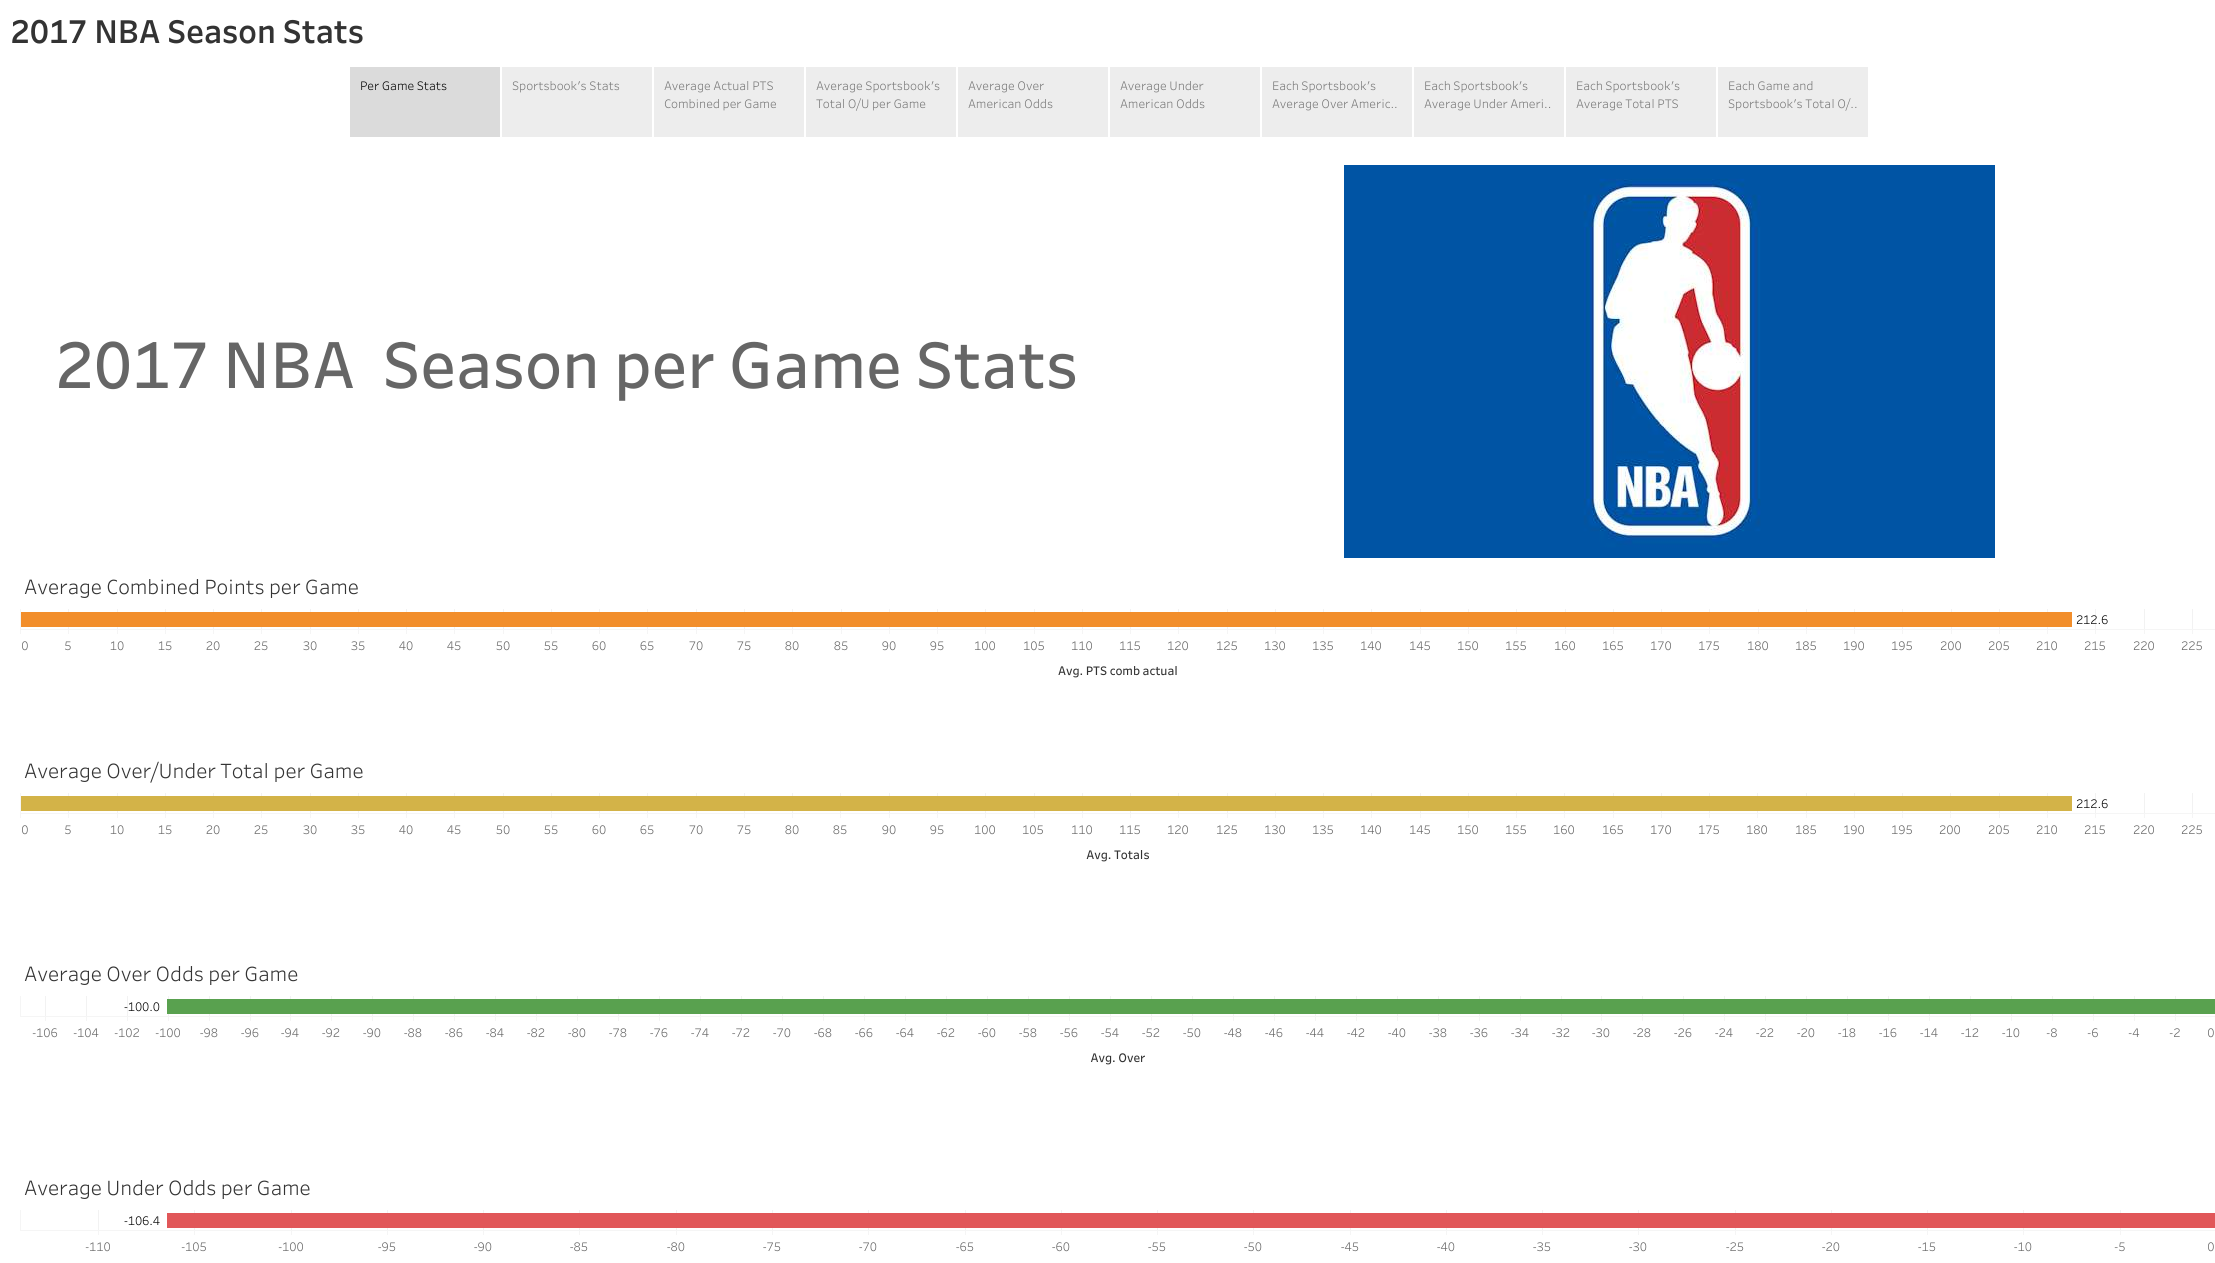 2017 NBA Season Stats
Per Game Stats
Sportsbook's Stats
Average Actual PTS
Combined per Game
Average Sportsbook's
Total O/U per Game
Average Over
American Odds
Average Under
American Odds
Each Sportsbook's
Average Over Americ..
Each Sportsbook's
Average Under Ameri..
Each Sportsbook's
Average Total PTS
Each Game and
Sportsbook's Total O/..
2017 NBA Season per Game Stats
NBA
Average Combined Points per Game
212.6
0 5 10 15 20 25 30 35 40 45 50 55 60 65 70 75 80 85 90 95 100 105 110 115 120 125 130 135 140 145 150 155 160 165 170 175 180 185 190 195 200 205 210 215 220 225
Avg. PTS comb actual
Average Over/Under Total per Game
212.6
0 5 10 15 20 25 30 35 40 45 50 55 60 65 70 75 80 85 90 95 100 105 110 115 120 125 130 135 140 145 150 155 160 165 170 175 180 185 190 195 200 205 210 215 220 225
Avg. Totals
Average Over Odds per Game
-100.0
-106 -104 -102 -100 -98 -96 -94 -92 -90 -88 -86 -84 -82 -80 -78 -76 -74 -72 -70 -68 -66 -64 -62 -60 -58 -56 -54 -52 -50 -48 -46 -44 -42 -40 -38 -36 -34 -32 -30 -28 -26 -24 -22 -20 -18 -16 -14 -12 -10 -8 -6 -4 -2 0
Avg. Over
Average Under Odds per Game
-106.4
-110 -105 -100 -95 -90 -85 -80 -75 -70 -65 -60 -55 -50 -45 -40 -35 -30 -25 -20 -15 -10 -5 0